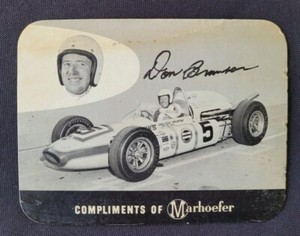 Don Branson
5
COMPLIMENTS OF Marhoefer